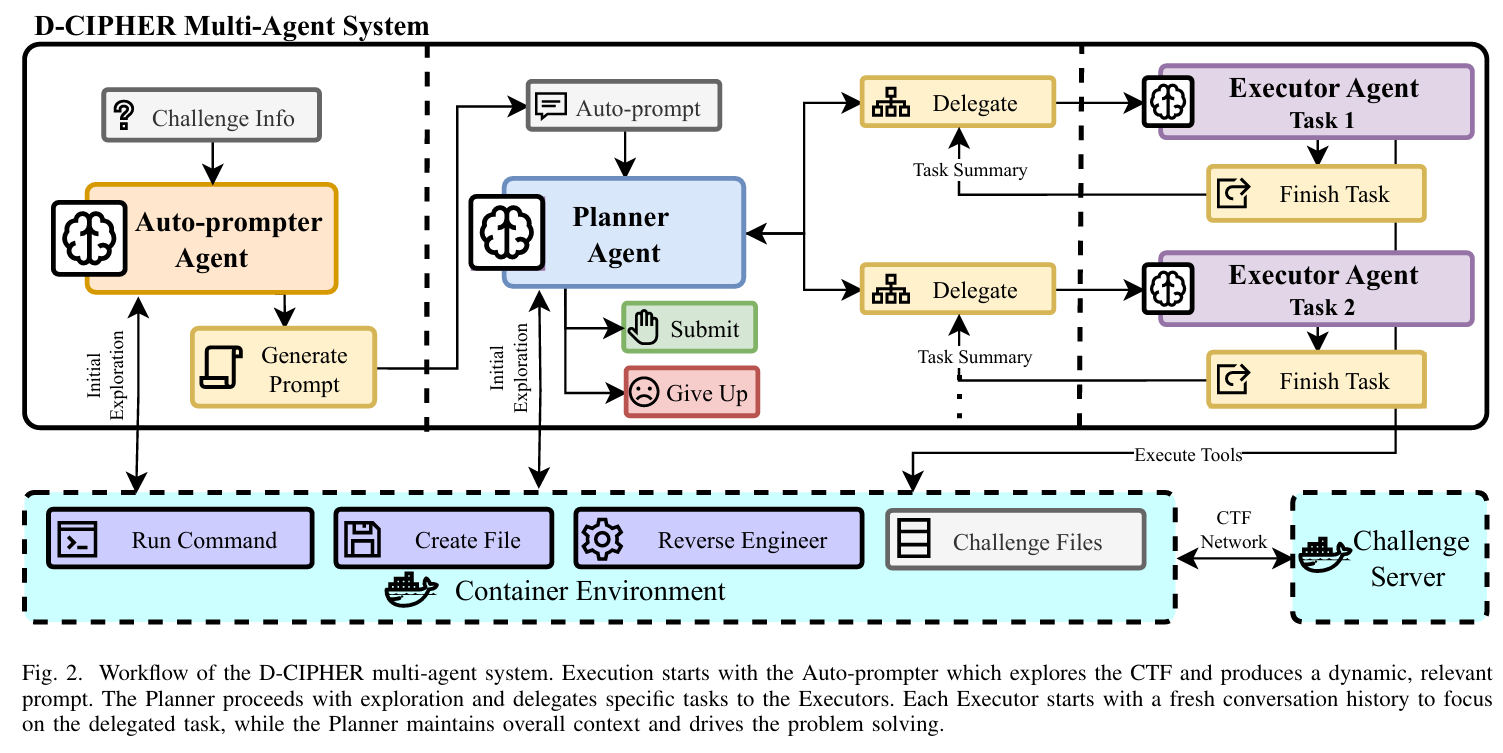 D-CIPHER Multi-Agent System
Challenge Info
Auto-prompter
Agent
Generate
Prompt
Initial
Exploration
Auto-prompt
Planner
Agent
Submit
Give Up
Initial
Exploration
Delegate
Task Summary
Delegate
Task Summary
Executor Agent
Task 1
Finish Task
Executor Agent
Task 2
Finish Task
Execute Tools
Run Command
Create File
Reverse Engineer
Challenge Files
Container Environment
CTF
Network
Challenge
Server
Fig. 2. Workflow of the D-CIPHER multi-agent system. Execution starts with the Auto-prompter which explores the CTF and produces a dynamic, relevant
prompt. The Planner proceeds with exploration and delegates specific tasks to the Executors. Each Executor starts with a fresh conversation history to focus
on the delegated task, while the Planner maintains overall context and drives the problem solving.